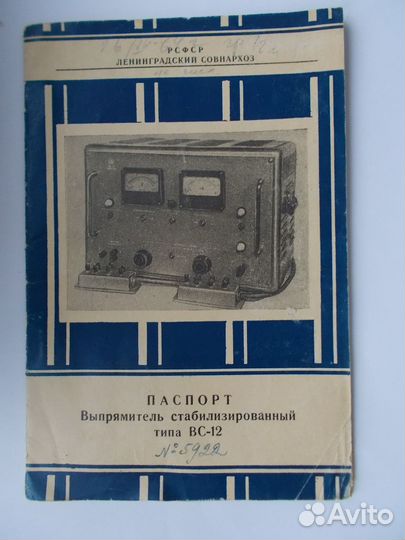 РСФСР
ЛЕНИНГРАДСКИЙ СОВНАРХОЗ
ПАСПОРТ
Выпрямитель стабилизированный
типа ВС-12
№ 5922
Avito